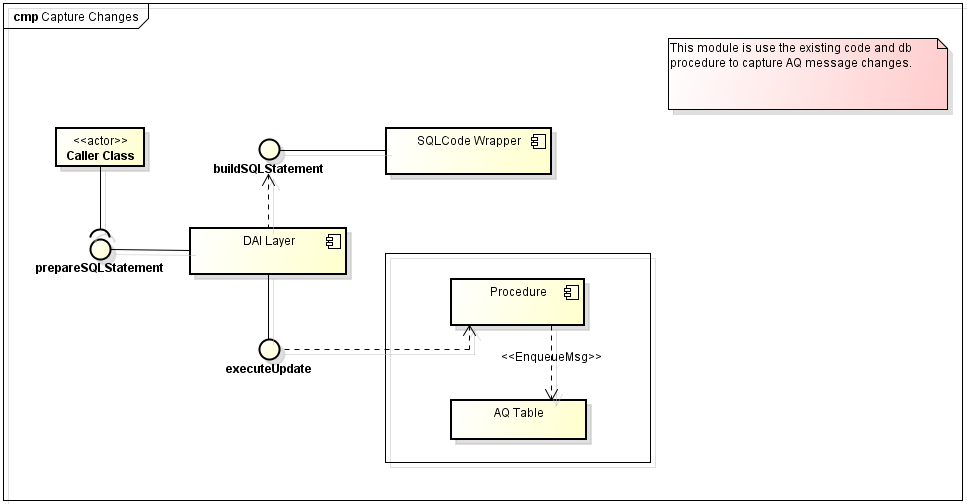 cmp Capture Changes
This module is use the existing code and db
procedure to capture AQ message changes.
<<actor>>
Caller Class
SQLCode Wrapper
buildSQLStatement
DAI Layer
prepareSQLStatement
Procedure
<<EnqueueMsg>>
executeUpdate
AQ Table